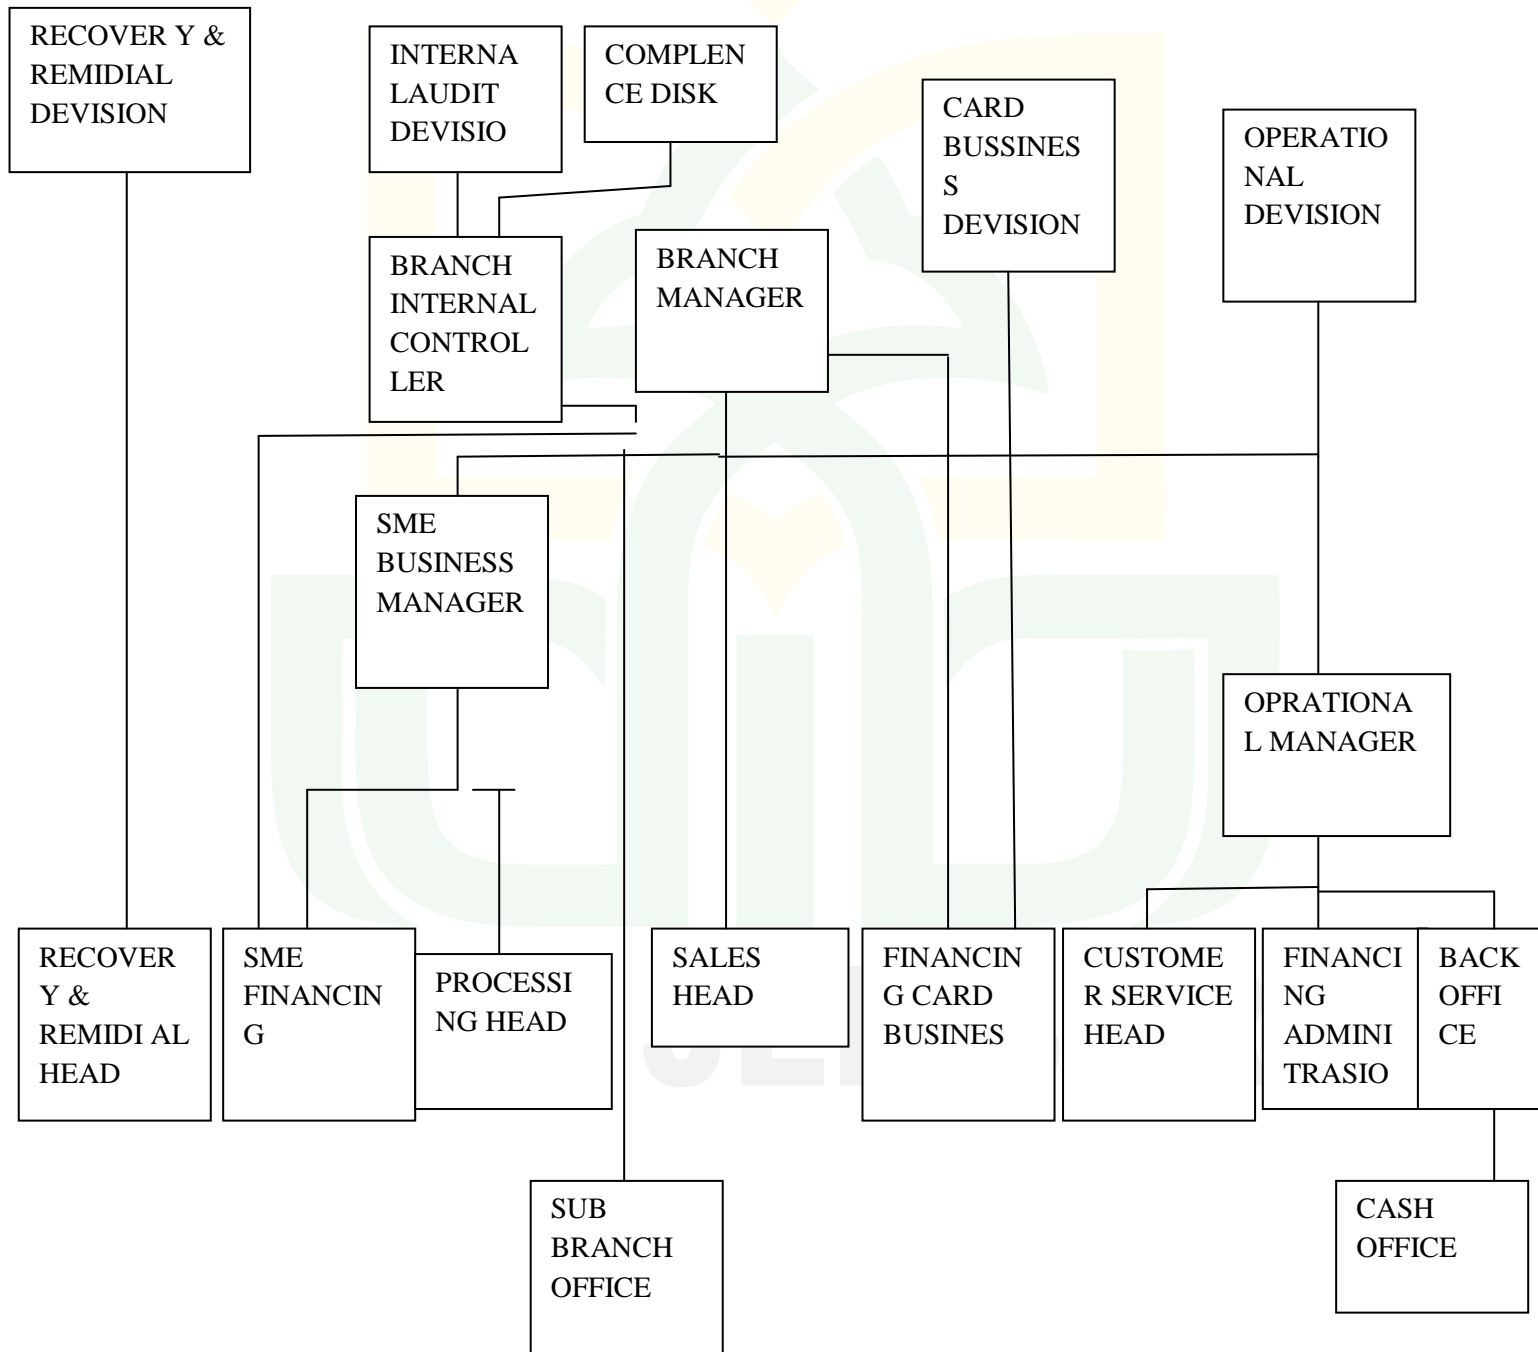 RECOVER Y &
REMIDIAL
DEVISION
INTERNA
LAUDIT
DEVISIO
COMPLEN
CE DISK
CARD
BUSSINES
S
DEVISION
OPERATIO
NAL
DEVISION
BRANCH
INTERNAL
CONTROL
LER
BRANCH
MANAGER
SME
BUSINESS
MANAGER
OPRATIONA
L MANAGER
RECOVER
Y &
REMIDI AL
HEAD
SME
FINANCIN
G
PROCESSI
NG HEAD
SALES
HEAD
FINANCIN
G CARD
BUSINES
CUSTOME
R SERVICE
HEAD
FINANCI
NG
ADMINI
TRASIO
BACK
OFFI
CE
SUB
BRANCH
OFFICE
CASH
OFFICE